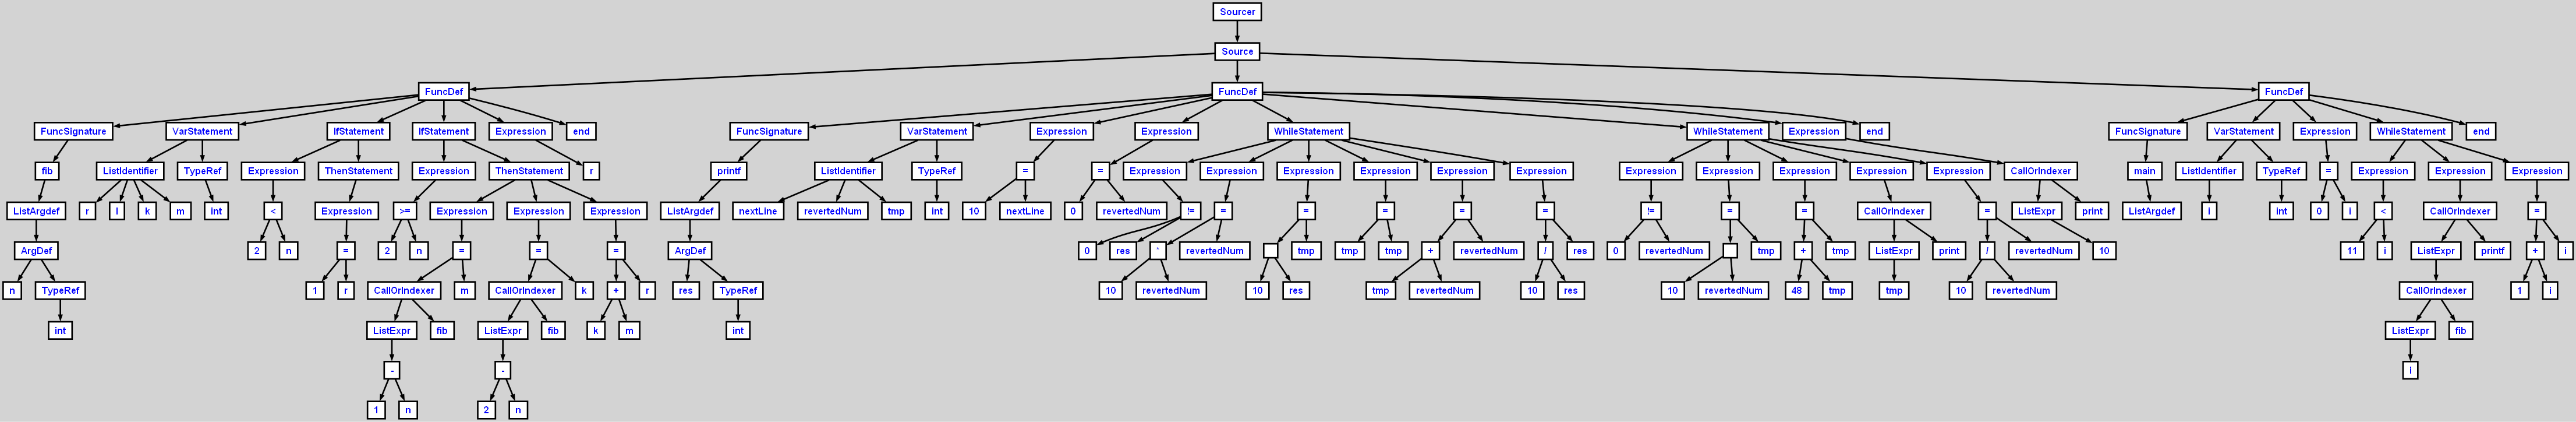 Sourcer
Source
FuncDef FuncDef FuncDef
FuncSignature VarStatement IfStatement IfStatement Expression end FuncSignature VarStatement Expression Expression WhileStatement WhileStatement Expression end FuncSignature VarStatement Expression WhileStatement end
fib ListIdentifier TypeRef Expression ThenStatement Expression ThenStatement r printf ListIdentifier TypeRef = = Expression Expression Expression Expression Expression Expression Expression Expression Expression Expression Expression CallOrIndexer main ListIdentifier TypeRef = Expression Expression Expression
ListArgdef r l k m int < Expression >= Expression Expression Expression ListArgdef nextLine revertedNum tmp int 10 nextLine 0 revertedNum != = = = = = != = = CallOrIndexer = ListExpr print ListArgdef i int 0 i < CallOrIndexer =
ArgDef 2 n = 2 n = = = ArgDef 0 res * revertedNum tmp tmp tmp + revertedNum / res 0 revertedNum tmp + tmp ListExpr print / revertedNum 10 11 i ListExpr printf + i
n TypeRef 1 r CallOrIndexer m CallOrIndexer k + r res TypeRef 10 revertedNum 10 res tmp revertedNum 10 res 10 revertedNum 48 tmp tmp 10 revertedNum CallOrIndexer 1 i
int ListExpr fib ListExpr fib k m int ListExpr fib
- - i
1 n 2 n